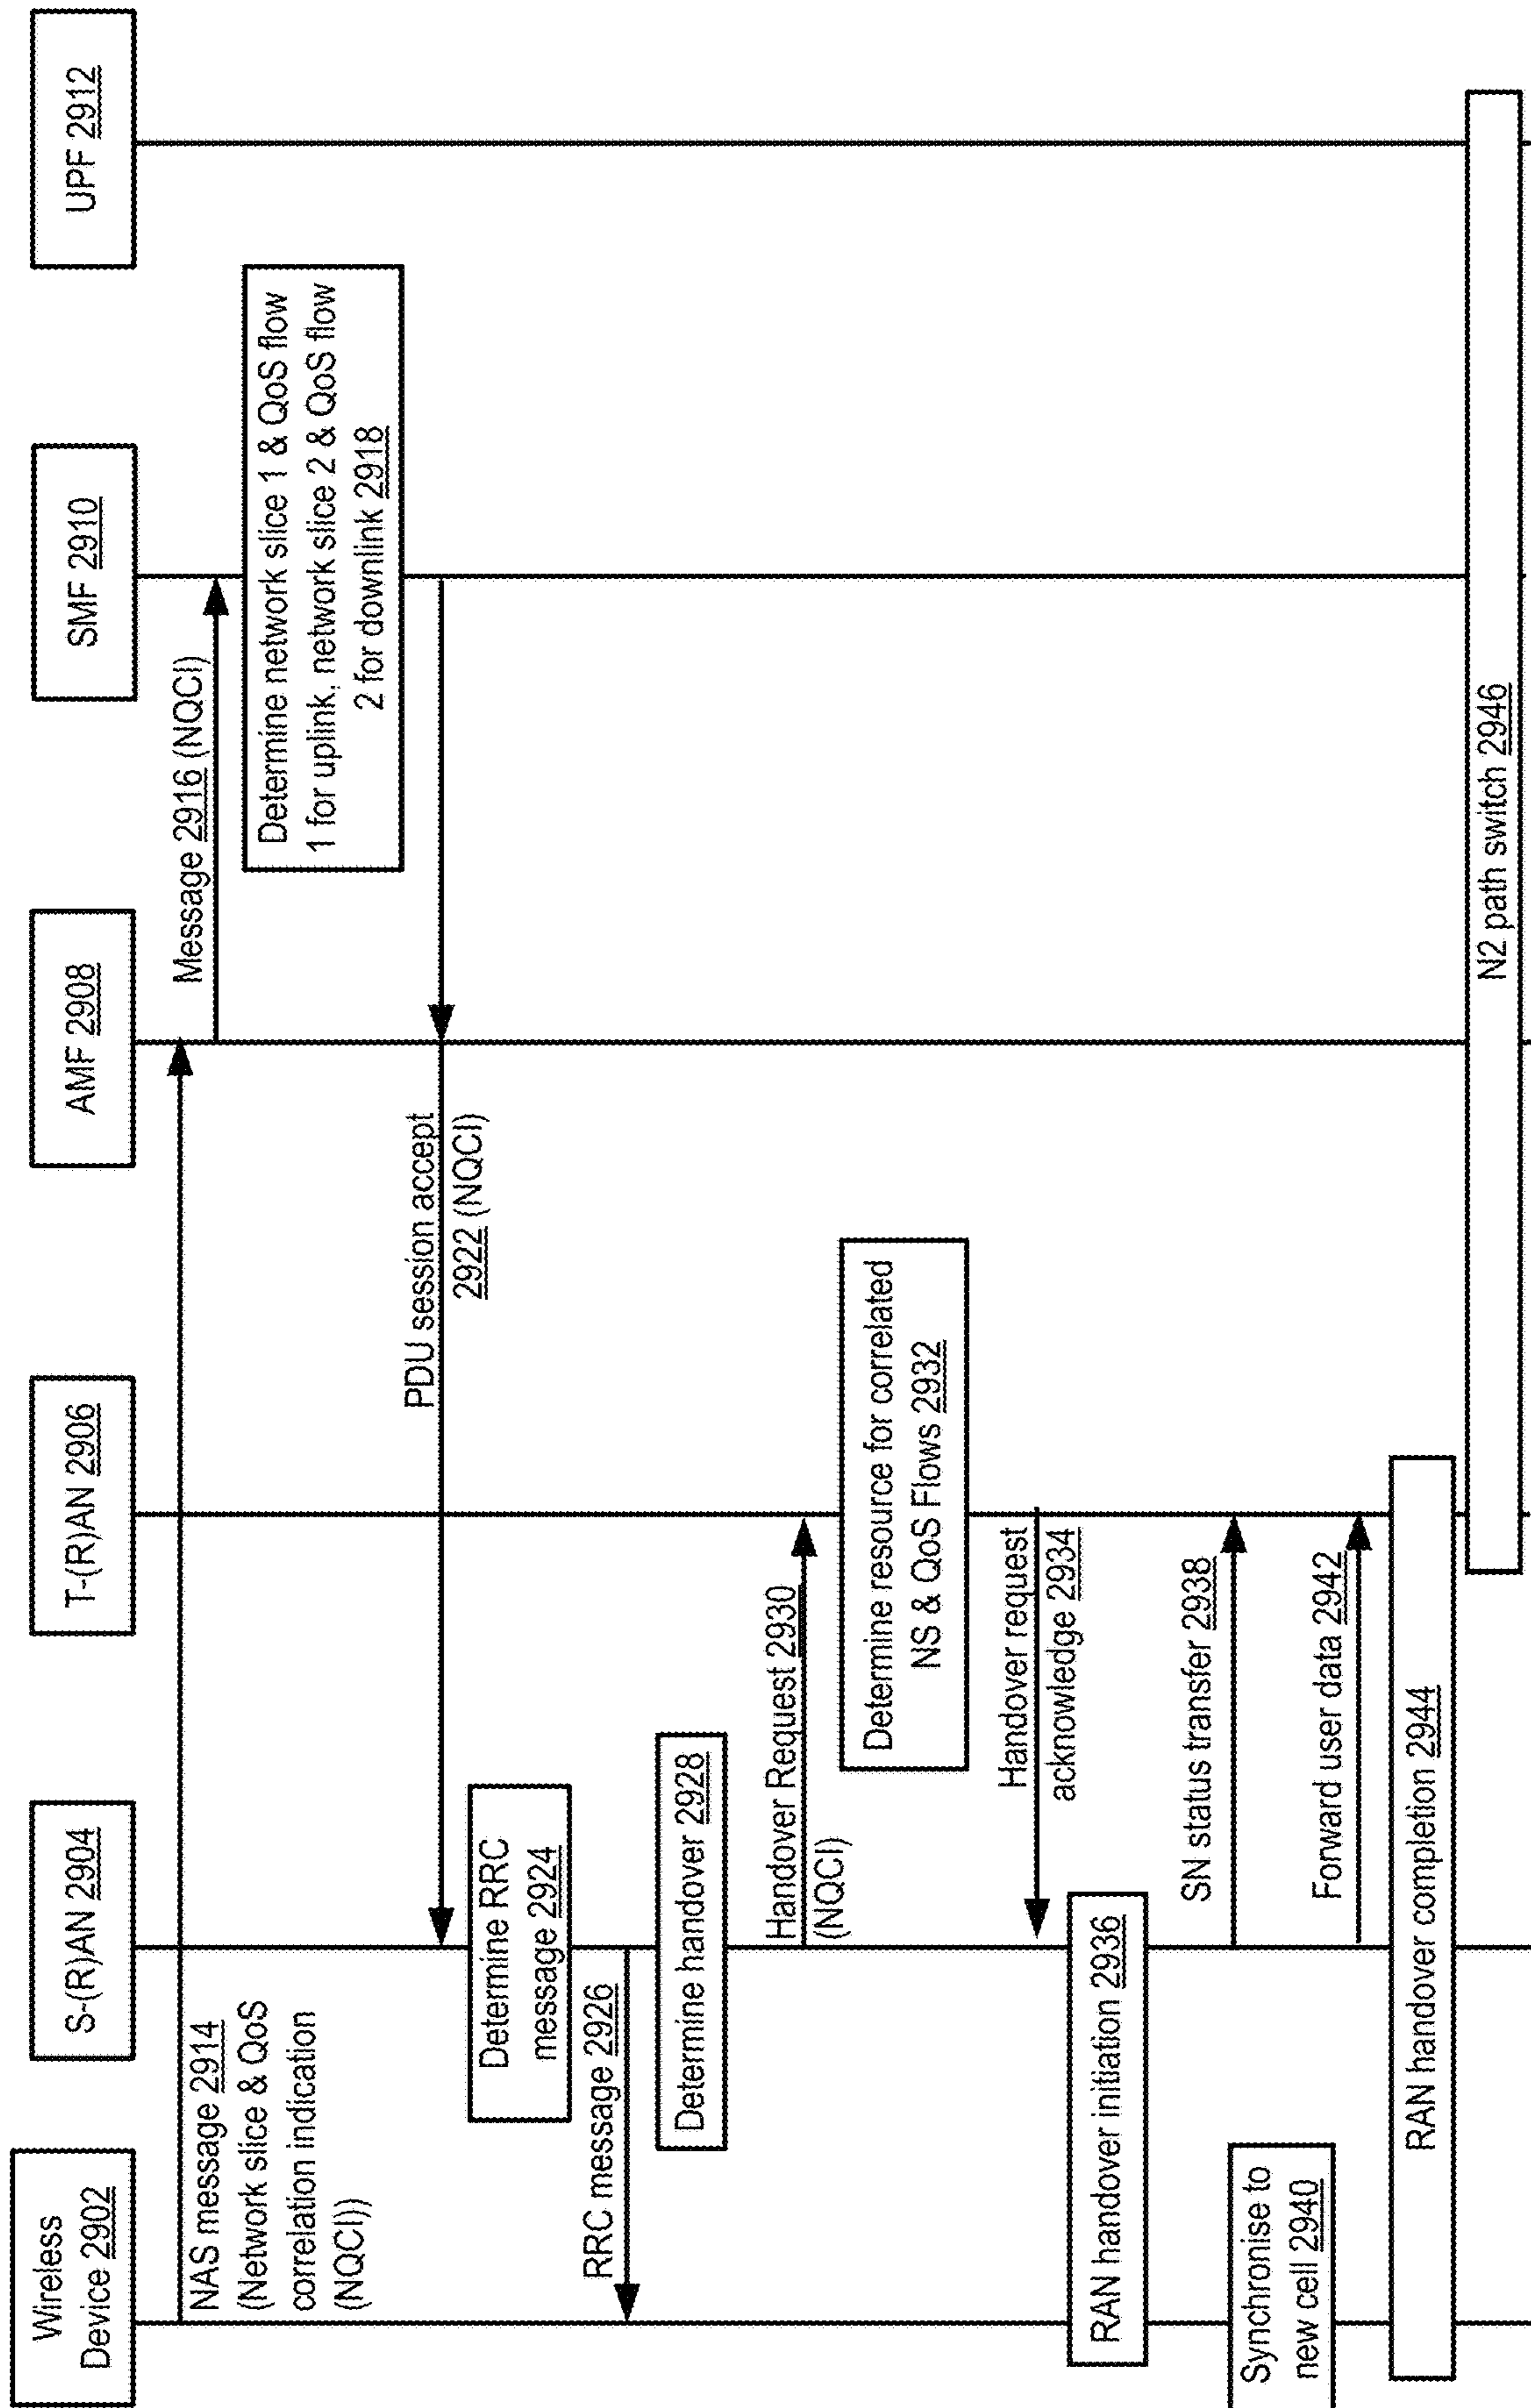 Wireless
Device 2902
S-(R)AN 2904
T-(R)AN 2906
AMF 2908
SMF 2910
UPF 2912
NAS message 2914
(Network slice & QoS
correlation indication
(NQCI))
Message 2916 (NQCI)
Determine network slice 1 & QoS flow
1 for uplink, network slice 2 & QoS flow
2 for downlink 2918
PDU session accept
2922 (NQCI)
Determine RRC
message 2924
RRC message 2926
Determine handover 2928
Handover Request 2930
(NQCI)
Determine resource for correlated
NS & QoS Flows 2932
Handover request
acknowledge 2934
RAN handover initiation 2936
SN status transfer 2938
Synchronise to
new cell 2940
Forward user data 2942
RAN handover completion 2944
N2 path switch 2946